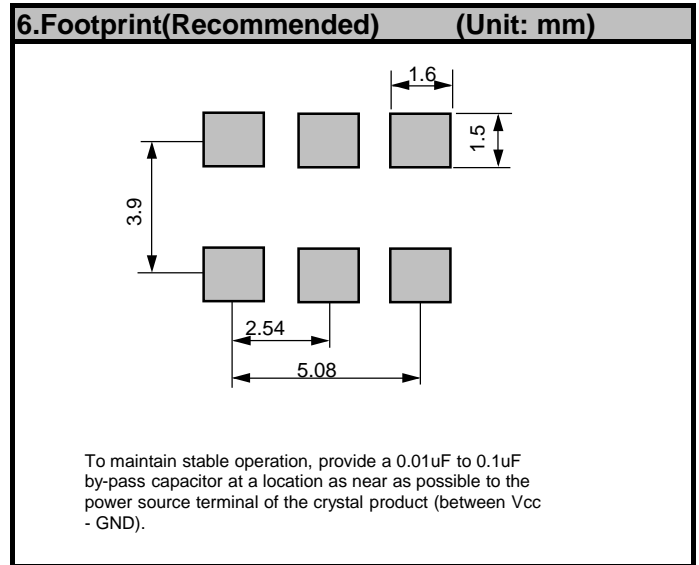 6.Footprint(Recommended) (Unit: mm)
1.6
1.5
3.9
2.54
5.08
To maintain stable operation, provide a 0.01uF to 0.1uF
by-pass capacitor at a location as near as possible to the
power source terminal of the crystal product (between Vcc
- GND).